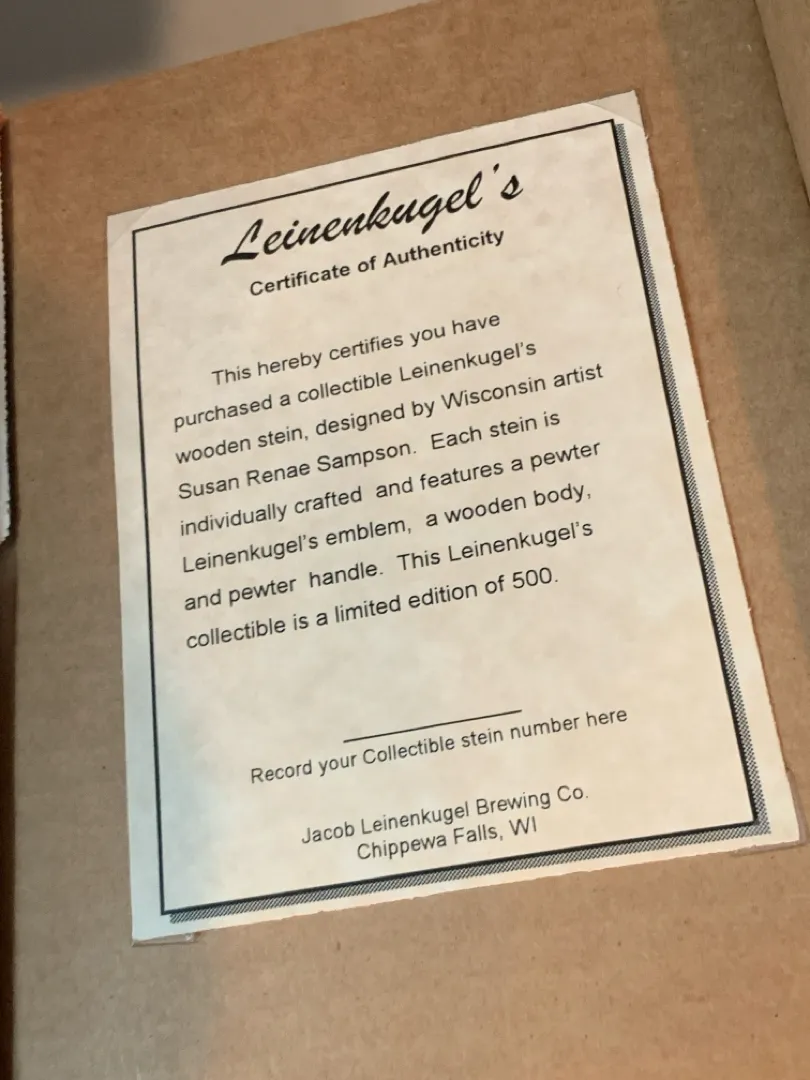 Leinenkugel's
Certificate of Authenticity
This hereby certifies you have
purchased a collectible Leinenkugel's
wooden stein, designed by Wisconsin artist
Susan Renae Sampson. Each stein is
individually crafted and features a pewter
Leinenkugel's emblem, a wooden body,
and pewter handle. This Leinenkugel's
collectible is a limited edition of 500.
Record your Collectible stein number here
Jacob Leinenkugel Brewing Co.
Chippewa Falls, WI